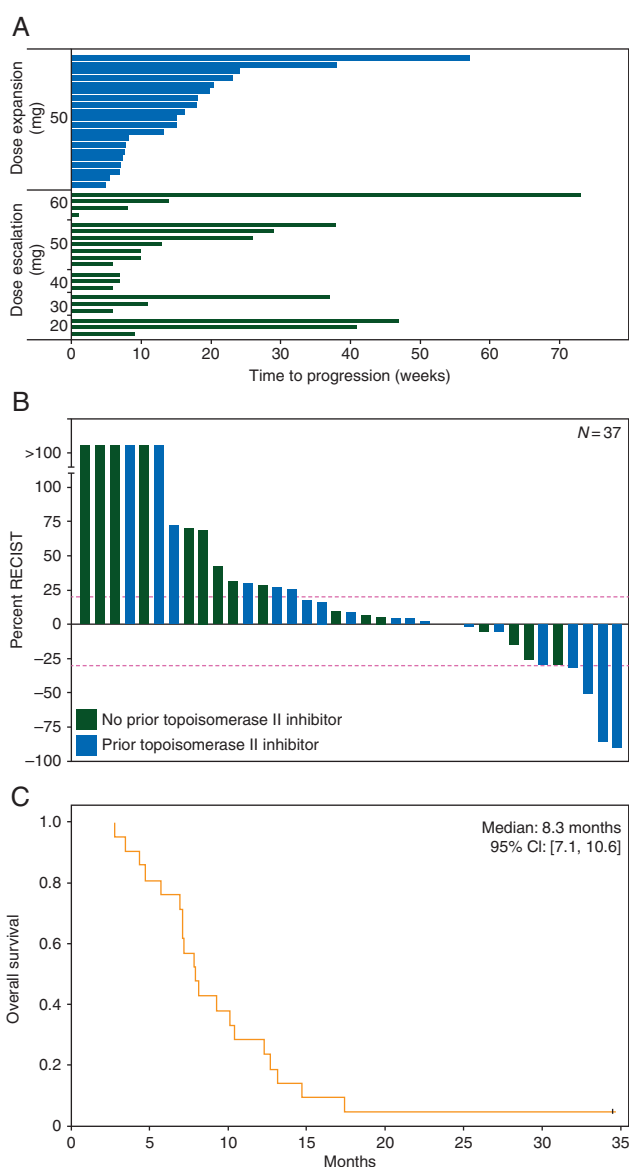 A
Dose expansion
(mg)
50
Dose escalation
(mg)
60
50
40
30
20
0 10 20 30 40 50 60 70
Time to progression (weeks)
B
N = 37
Percent RECIST
>100
100
75
50
25
0
−25
−50
−75
−100
No prior topoisomerase II inhibitor
Prior topoisomerase II inhibitor
C
Median: 8.3 months
95% CI: [7.1, 10.6]
Overall survival
1.0
0.8
0.6
0.4
0.2
0
0 5 10 15 20 25 30 35
Months